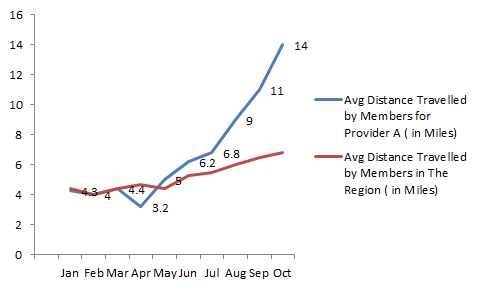 16
14
12
10
8
6
4
2
0
14
11
9
6.8
6.2
5
4.3
4
4.4
3.2
Jan Feb Mar Apr May Jun Jul Aug Sep Oct
Avg Distance Travelled
by Members for
Provider A ( in Miles)
Avg Distance Travelled
by Members in The
Region ( in Miles)